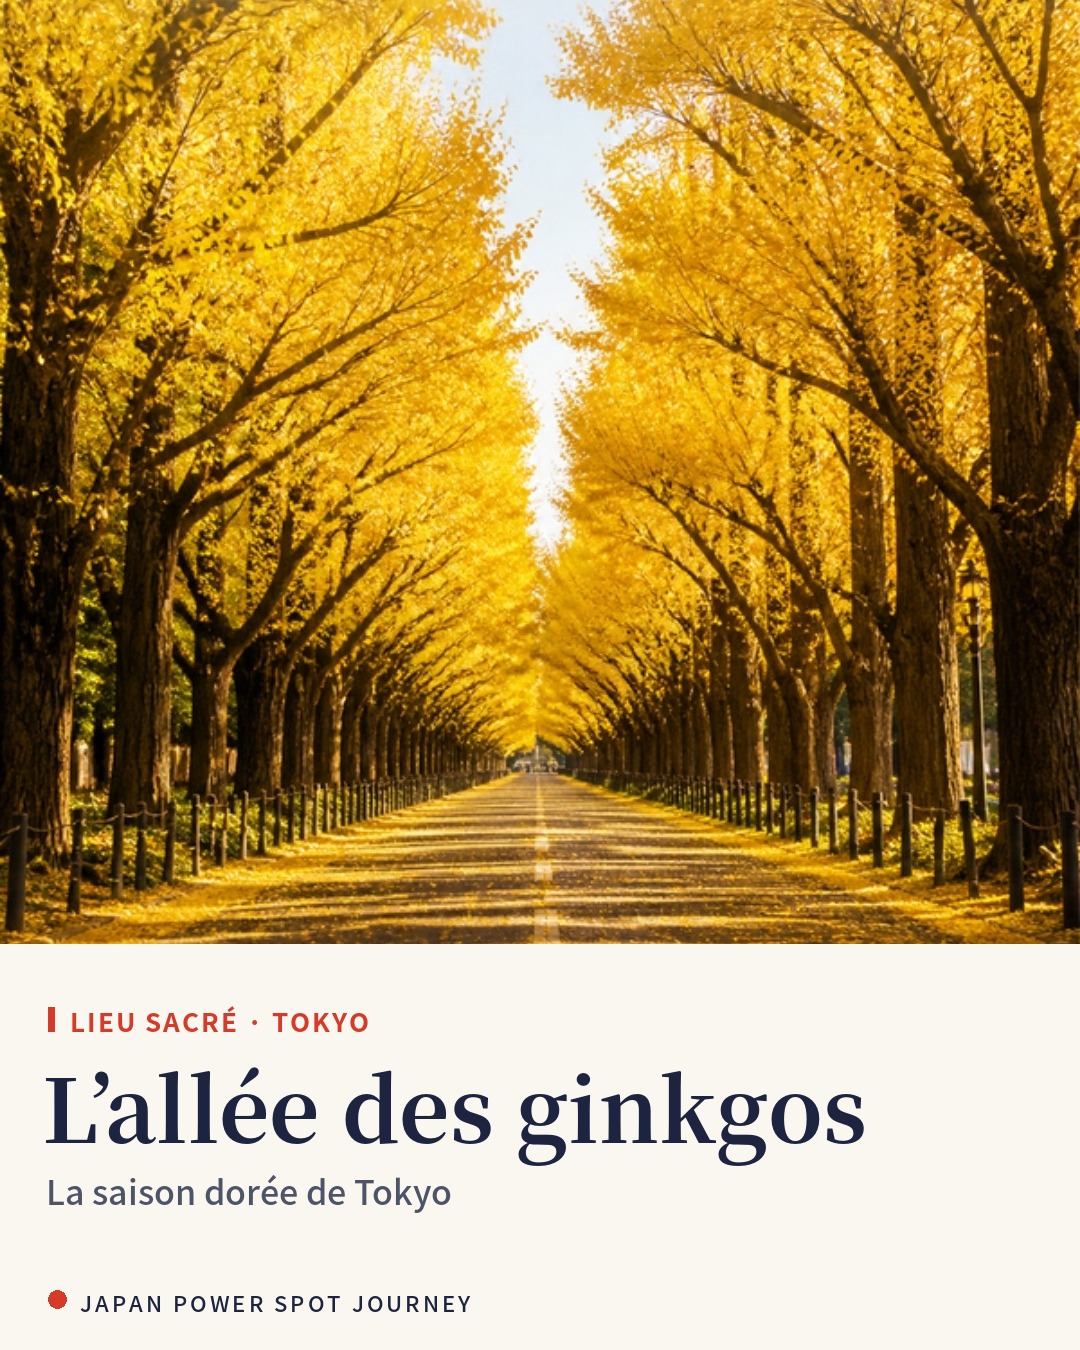 LIEU SACRÉ · TOKYO
L’allée des ginkgos
La saison dorée de Tokyo
JAPAN POWER SPOT JOURNEY